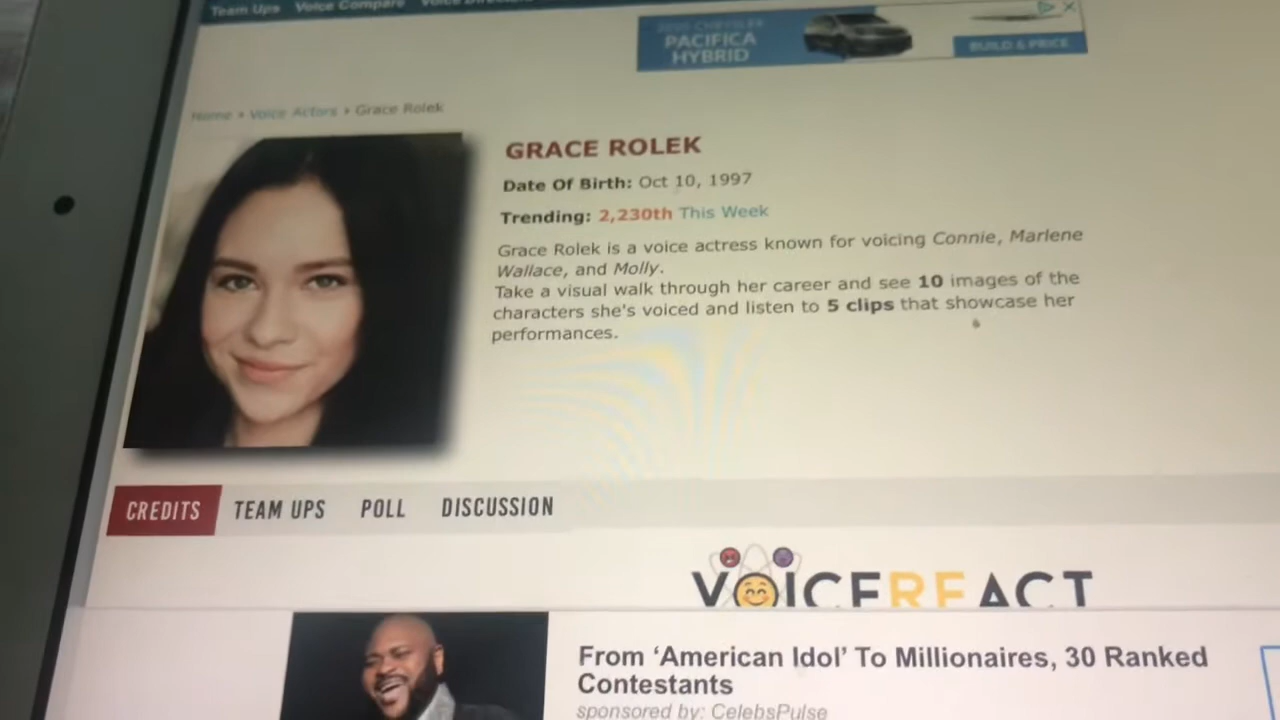 Team Ups Voice Compare
PACIFICA
HYBRID
BUILD & PRICE
Home » Voice Actors » Grace Rolek
GRACE ROLEK
Date Of Birth: Oct 10, 1997
Trending: 2,230th This Week
Grace Rolek is a voice actress known for voicing Connie, Marlene
Wallace, and Molly.
Take a visual walk through her career and see 10 images of the
characters she's voiced and listen to 5 clips that showcase her
performances.
CREDITS TEAM UPS POLL DISCUSSION
VOICEREACT
From ‘American Idol’ To Millionaires, 30 Ranked
Contestants
sponsored by: CelebsPulse